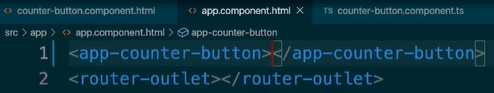 counter-button.component.html app.component.html counter-button.component.ts
src > app > app.component.html > app-counter-button
1 <app-counter-button></app-counter-button>
2 <router-outlet></router-outlet>